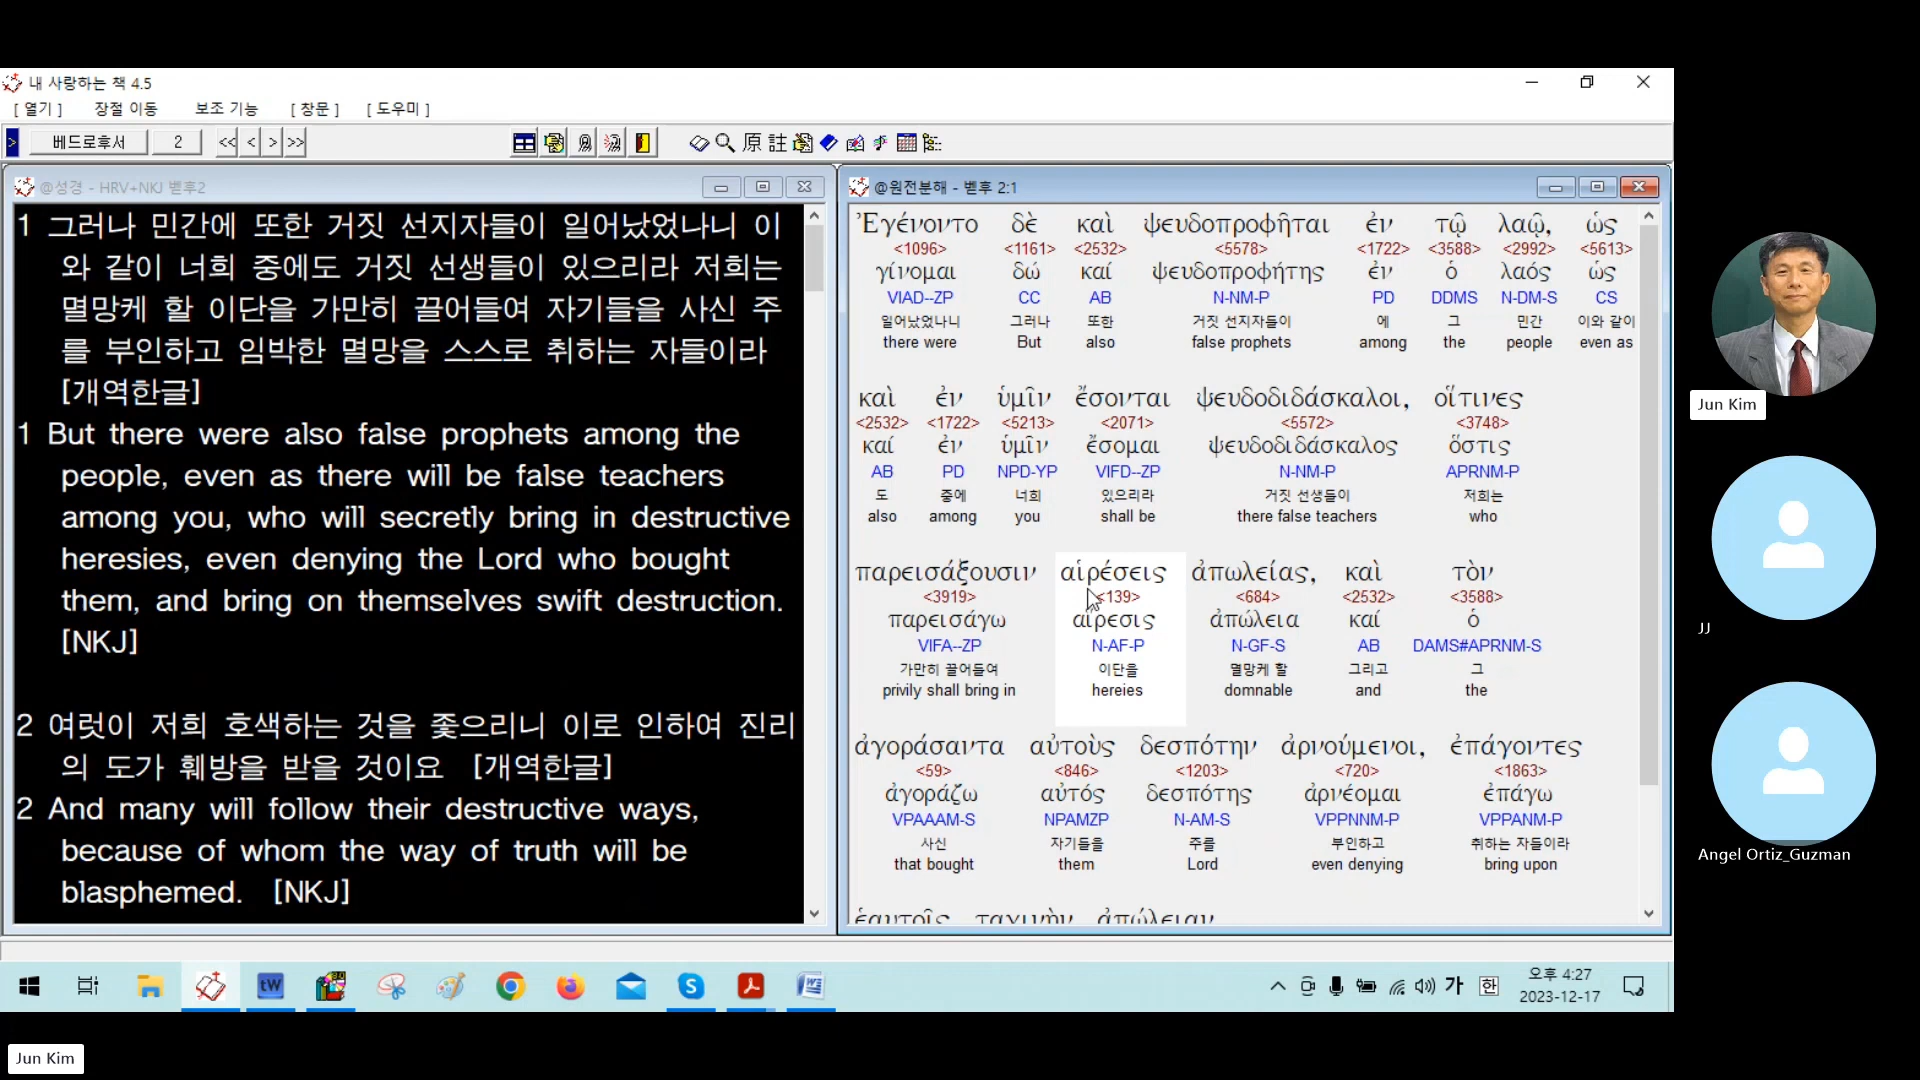 내 사랑하는 책 4.5
[ 열기 ] 장절 이동 보조 기능 [ 창문 ] [ 도우미 ]
베드로후서 2 << < > >> 原 註
@성경 - HRV+NKJ 벧후2
1 그러나 민간에 또한 거짓 선지자들이 일어났었나니 이
와 같이 너희 중에도 거짓 선생들이 있으리라 저희는
멸망케 할 이단을 가만히 끌어들여 자기들을 사신 주
를 부인하고 임박한 멸망을 스스로 취하는 자들이라
[개역한글]
1 But there were also false prophets among the
people, even as there will be false teachers
among you, who will secretly bring in destructive
heresies, even denying the Lord who bought
them, and bring on themselves swift destruction.
[NKJ]
2 여럿이 저희 호색하는 것을 좇으리니 이로 인하여 진리
의 도가 훼방을 받을 것이요 [개역한글]
2 And many will follow their destructive ways,
because of whom the way of truth will be
blasphemed. [NKJ]
@원전분해 - 벧후 2:1
Ἐγένοντο δὲ καὶ ψευδοπροφῆται ἐν τῷ λαῷ, ὡς
<1096> <1161> <2532> <5578> <1722> <3588> <2992> <5613>
γίνομαι δώ καί ψευδοπροφήτης ἐν ὁ λαός ὡς
VIAD--ZP CC AB N-NM-P PD DDMS N-DM-S CS
일어났었나니 그러나 또한 거짓 선지자들이 에 그 민간 이와 같이
there were But also false prophets among the people even as
καὶ ἐν ὑμῖν ἔσονται ψευδοδιδάσκαλοι, οἵτινες
<2532> <1722> <5213> <2071> <5572> <3748>
καί ἐν ὑμῖν ἔσομαι ψευδοδιδάσκαλος ὅστις
AB PD NPD-YP VIFD--ZP N-NM-P APRNM-P
도 중에 너희 있으리라 거짓 선생들이 저희는
also among you shall be there false teachers who
παρεισάξουσιν αἱρέσεις ἀπωλείας, καὶ τὸν
<3919> <139> <684> <2532> <3588>
παρεισάγω αἵρεσις ἀπώλεια καί ὁ
VIFA--ZP N-AF-P N-GF-S AB DAMS#APRNM-S
가만히 끌어들여 이단을 멸망케 할 그리고 그
privily shall bring in hereies domnable and the
ἀγοράσαντα αὐτοὺς δεσπότην ἀρνούμενοι, ἐπάγοντες
<59> <846> <1203> <720> <1863>
ἀγοράζω αὐτός δεσπότης ἀρνέομαι ἐπάγω
VPAAAM-S NPAMZP N-AM-S VPPNNM-P VPPANM-P
사신 자기들을 주를 부인하고 취하는 자들이라
that bought them Lord even denying bring upon
ἑαυτοῖς ταχινὴν ἀπώλειαν
Jun Kim
JJ
Angel Ortiz_Guzman
tW S W 가 한 오후 4:27
2023-12-17
Jun Kim